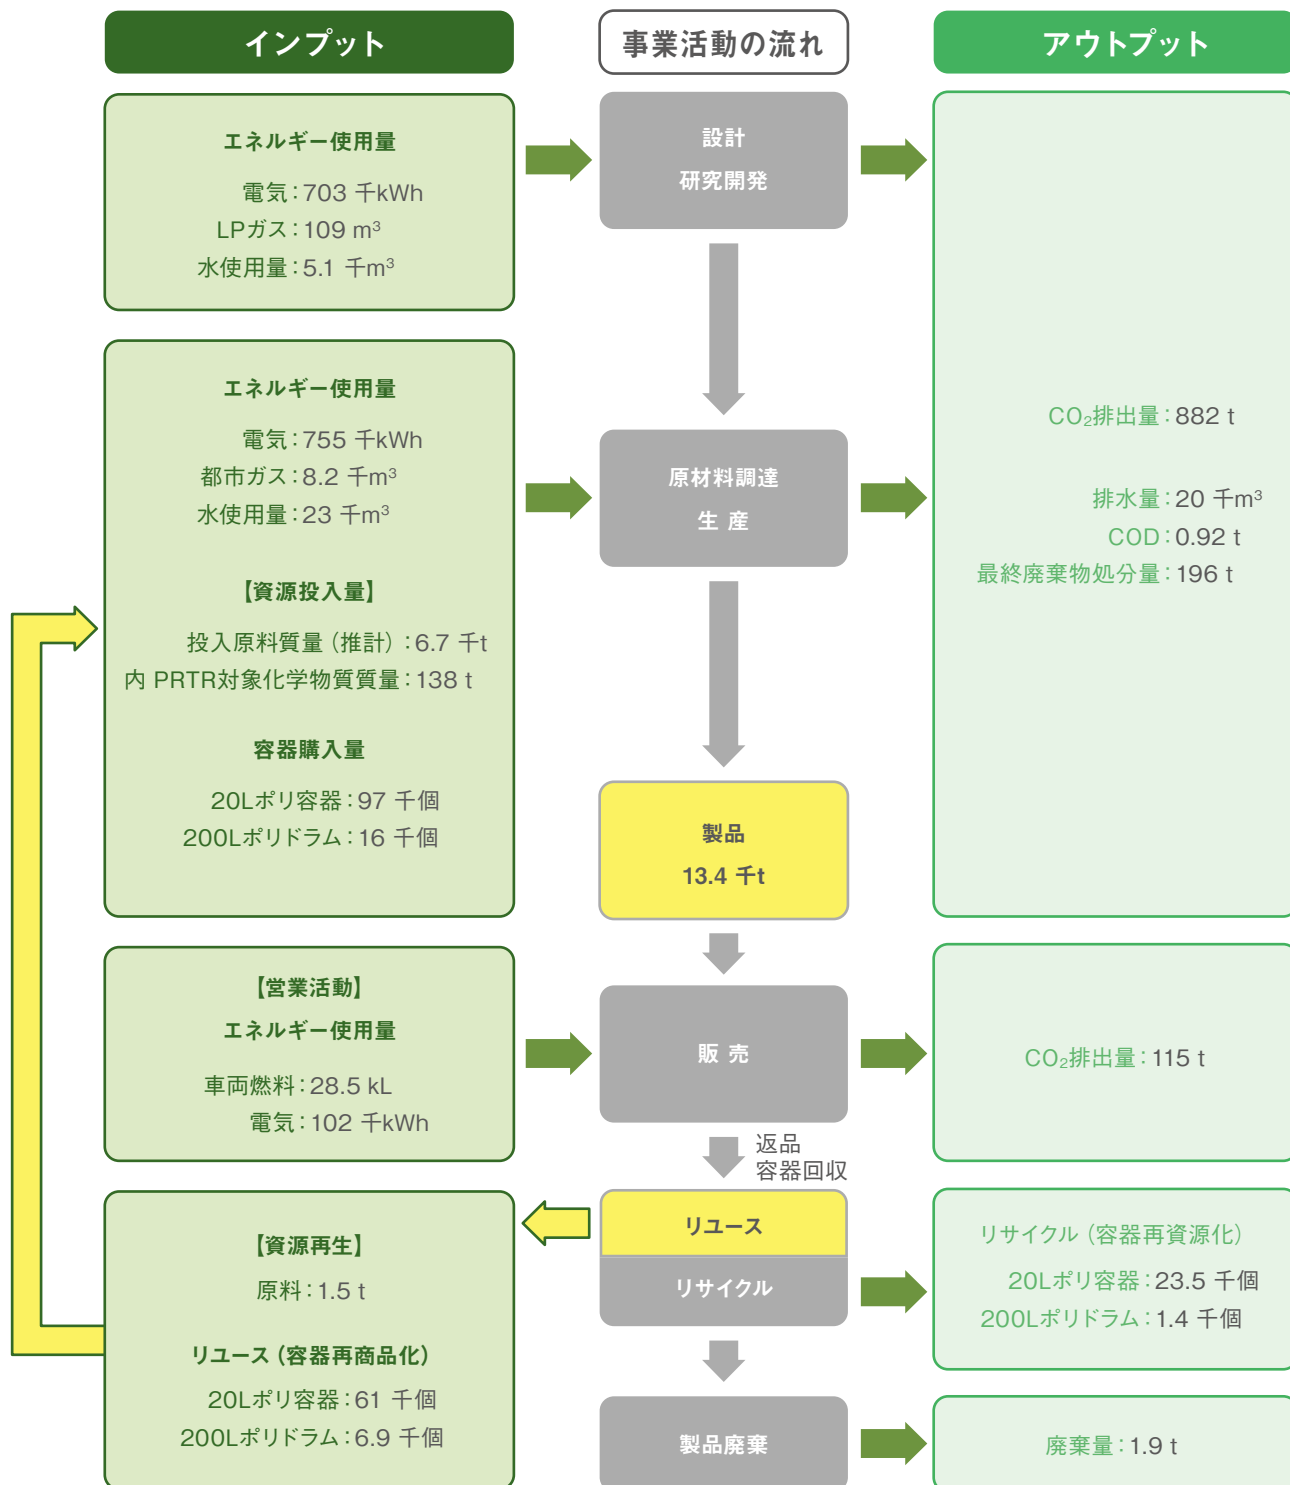 インプット
事業活動の流れ
アウトプット
エネルギー使用量
電気：703 千kWh
LPガス：109 m³
水使用量：5.1 千m³
設計
研究開発
エネルギー使用量
電気：755 千kWh
都市ガス：8.2 千m³
水使用量：23 千m³
【資源投入量】
投入原料質量（推計）：6.7 千t
内 PRTR対象化学物質質量：138 t
容器購入量
20Lポリ容器：97 千個
200Lポリドラム：16 千個
原材料調達
生 産
CO₂排出量：882 t
排水量：20 千m³
COD：0.92 t
最終廃棄物処分量：196 t
製品
13.4 千t
【営業活動】
エネルギー使用量
車両燃料：28.5 kL
電気：102 千kWh
販 売
CO₂排出量：115 t
返品
容器回収
【資源再生】
原料：1.5 t
リユース（容器再商品化）
20Lポリ容器：61 千個
200Lポリドラム：6.9 千個
リユース
リサイクル
リサイクル（容器再資源化）
20Lポリ容器：23.5 千個
200Lポリドラム：1.4 千個
製品廃棄
廃棄量：1.9 t